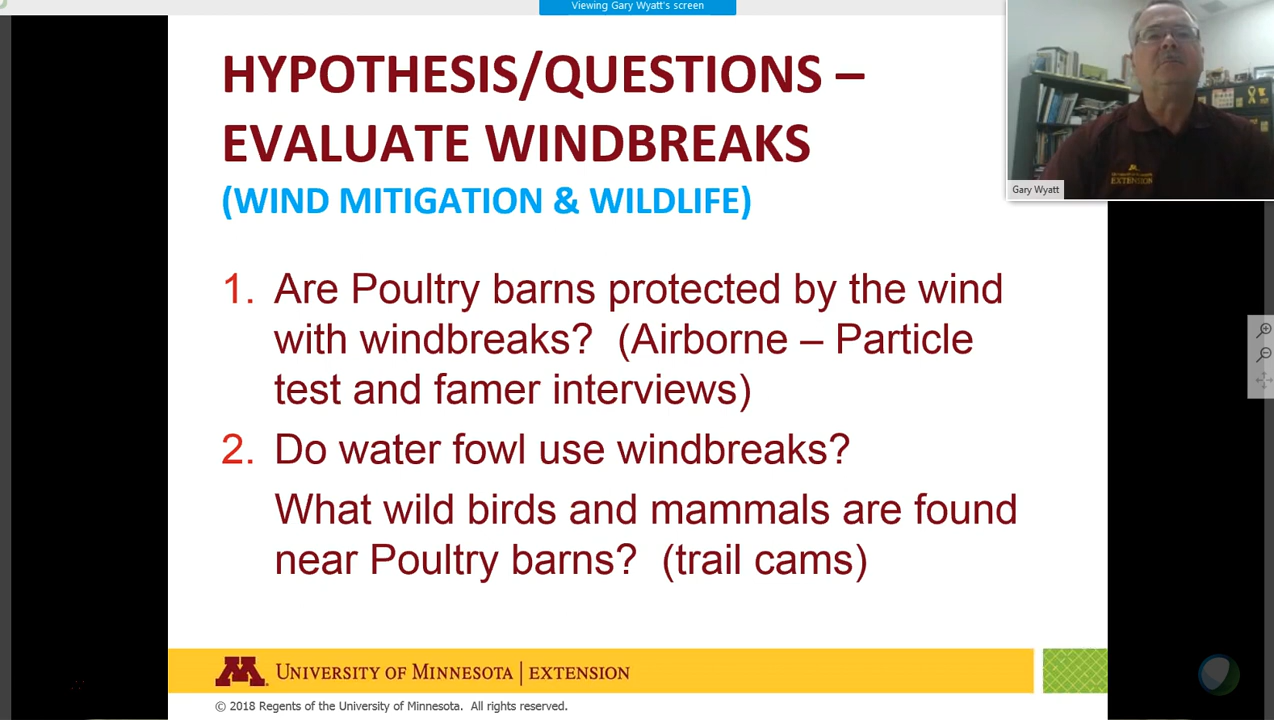 Viewing Gary Wyatt's screen
HYPOTHESIS/QUESTIONS –
EVALUATE WINDBREAKS
(WIND MITIGATION & WILDLIFE)
Gary Wyatt
EXTENSION
1. Are Poultry barns protected by the wind
with windbreaks? (Airborne – Particle
test and famer interviews)
2. Do water fowl use windbreaks?
What wild birds and mammals are found
near Poultry barns? (trail cams)
M UNIVERSITY OF MINNESOTA | EXTENSION
© 2018 Regents of the University of Minnesota. All rights reserved.